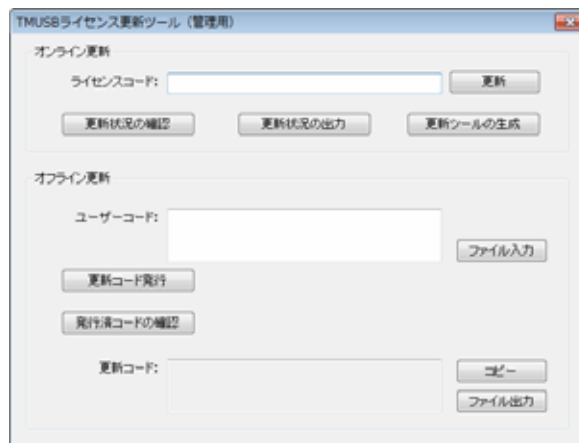 TMUSBライセンス更新ツール（管理用）
オンライン更新
ライセンスコード:
更新
更新状況の確認 更新状況の出力 更新ツールの生成
オフライン更新
ユーザーコード:
ファイル入力
更新コード発行
発行済コードの確認
更新コード:
コピー
ファイル出力